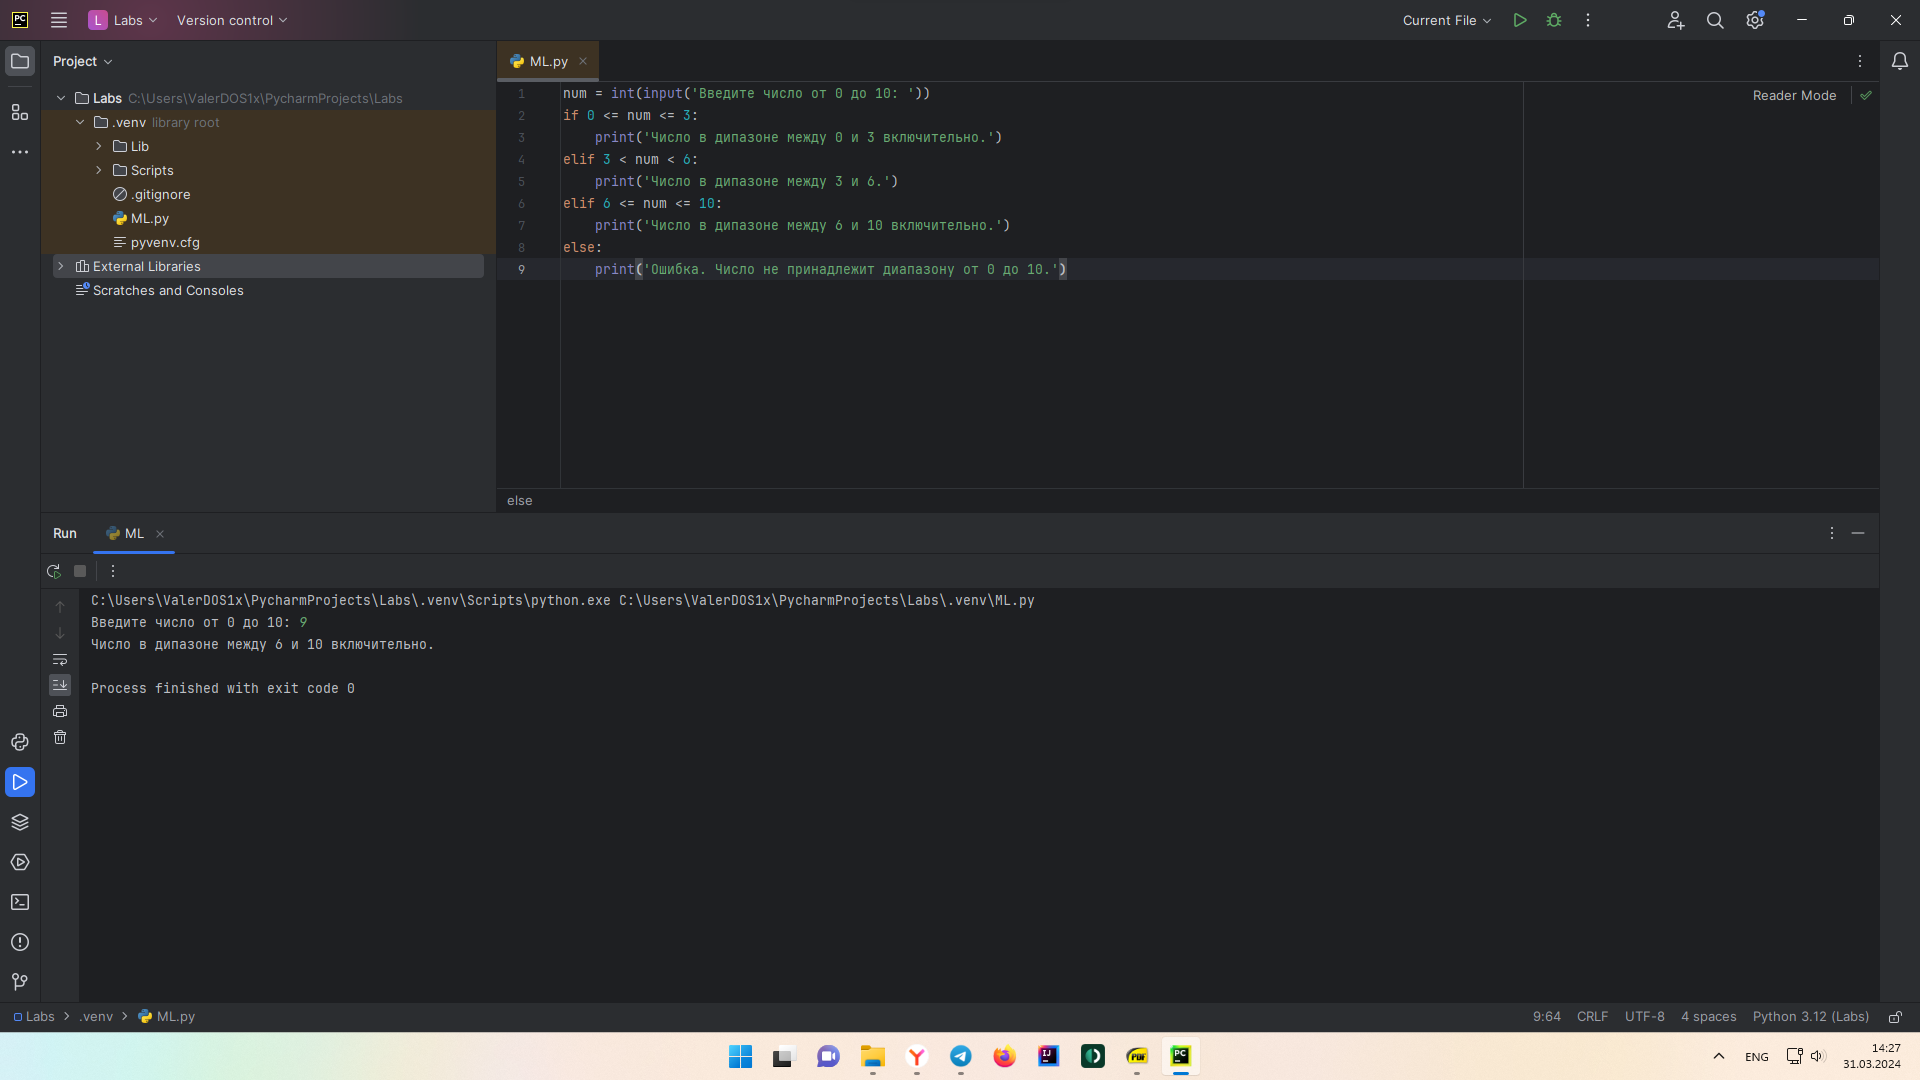 PC L Labs Version control Current File
Project
ML.py
Labs C:\Users\ValerDOS1x\PycharmProjects\Labs
.venv library root
Lib
Scripts
.gitignore
ML.py
pyvenv.cfg
External Libraries
Scratches and Consoles
Reader Mode
1 num = int(input('Введите число от 0 до 10: '))
2 if 0 <= num <= 3:
3 print('Число в дипазоне между 0 и 3 включительно.')
4 elif 3 < num < 6:
5 print('Число в дипазоне между 3 и 6.')
6 elif 6 <= num <= 10:
7 print('Число в дипазоне между 6 и 10 включительно.')
8 else:
9 print('Ошибка. Число не принадлежит диапазону от 0 до 10.')
else
Run ML
C:\Users\ValerDOS1x\PycharmProjects\Labs\.venv\Scripts\python.exe C:\Users\ValerDOS1x\PycharmProjects\Labs\.venv\ML.py
Введите число от 0 до 10: 9
Число в дипазоне между 6 и 10 включительно.
Process finished with exit code 0
Labs > .venv > ML.py 9:64 CRLF UTF-8 4 spaces Python 3.12 (Labs)
Y IJ PDF PC ENG 14:27
31.03.2024